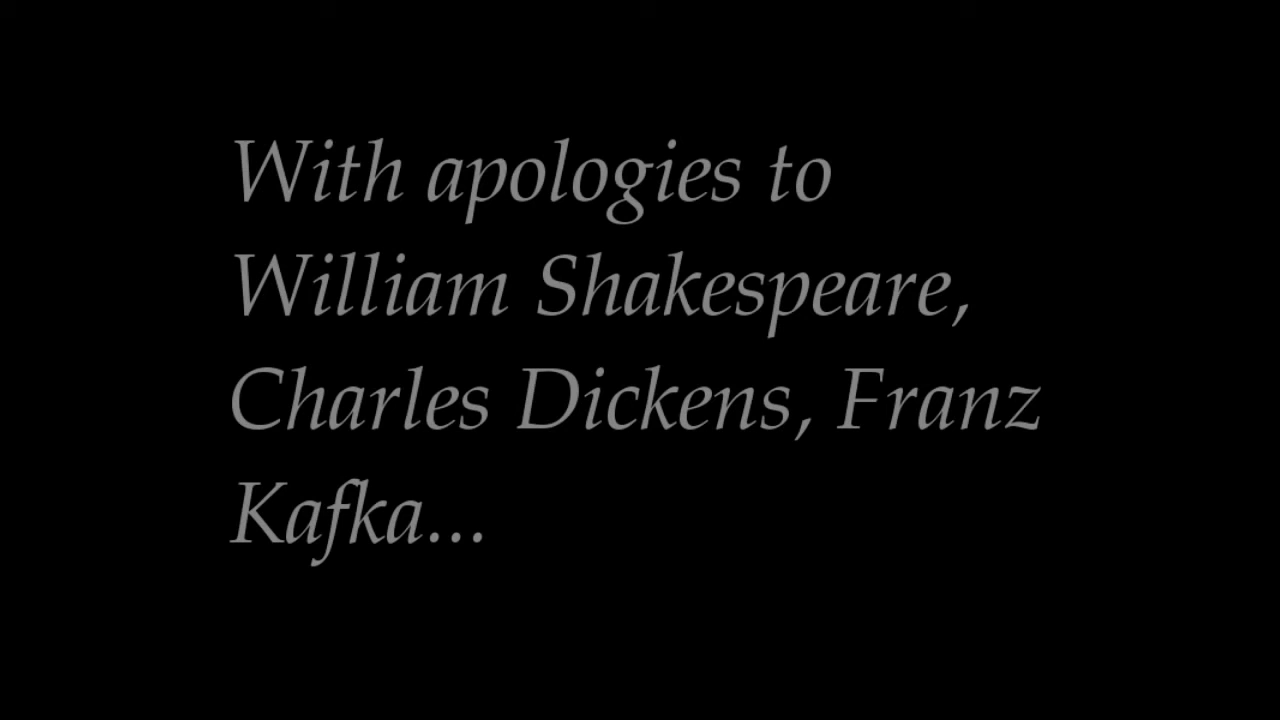 With apologies to
William Shakespeare,
Charles Dickens, Franz
Kafka...